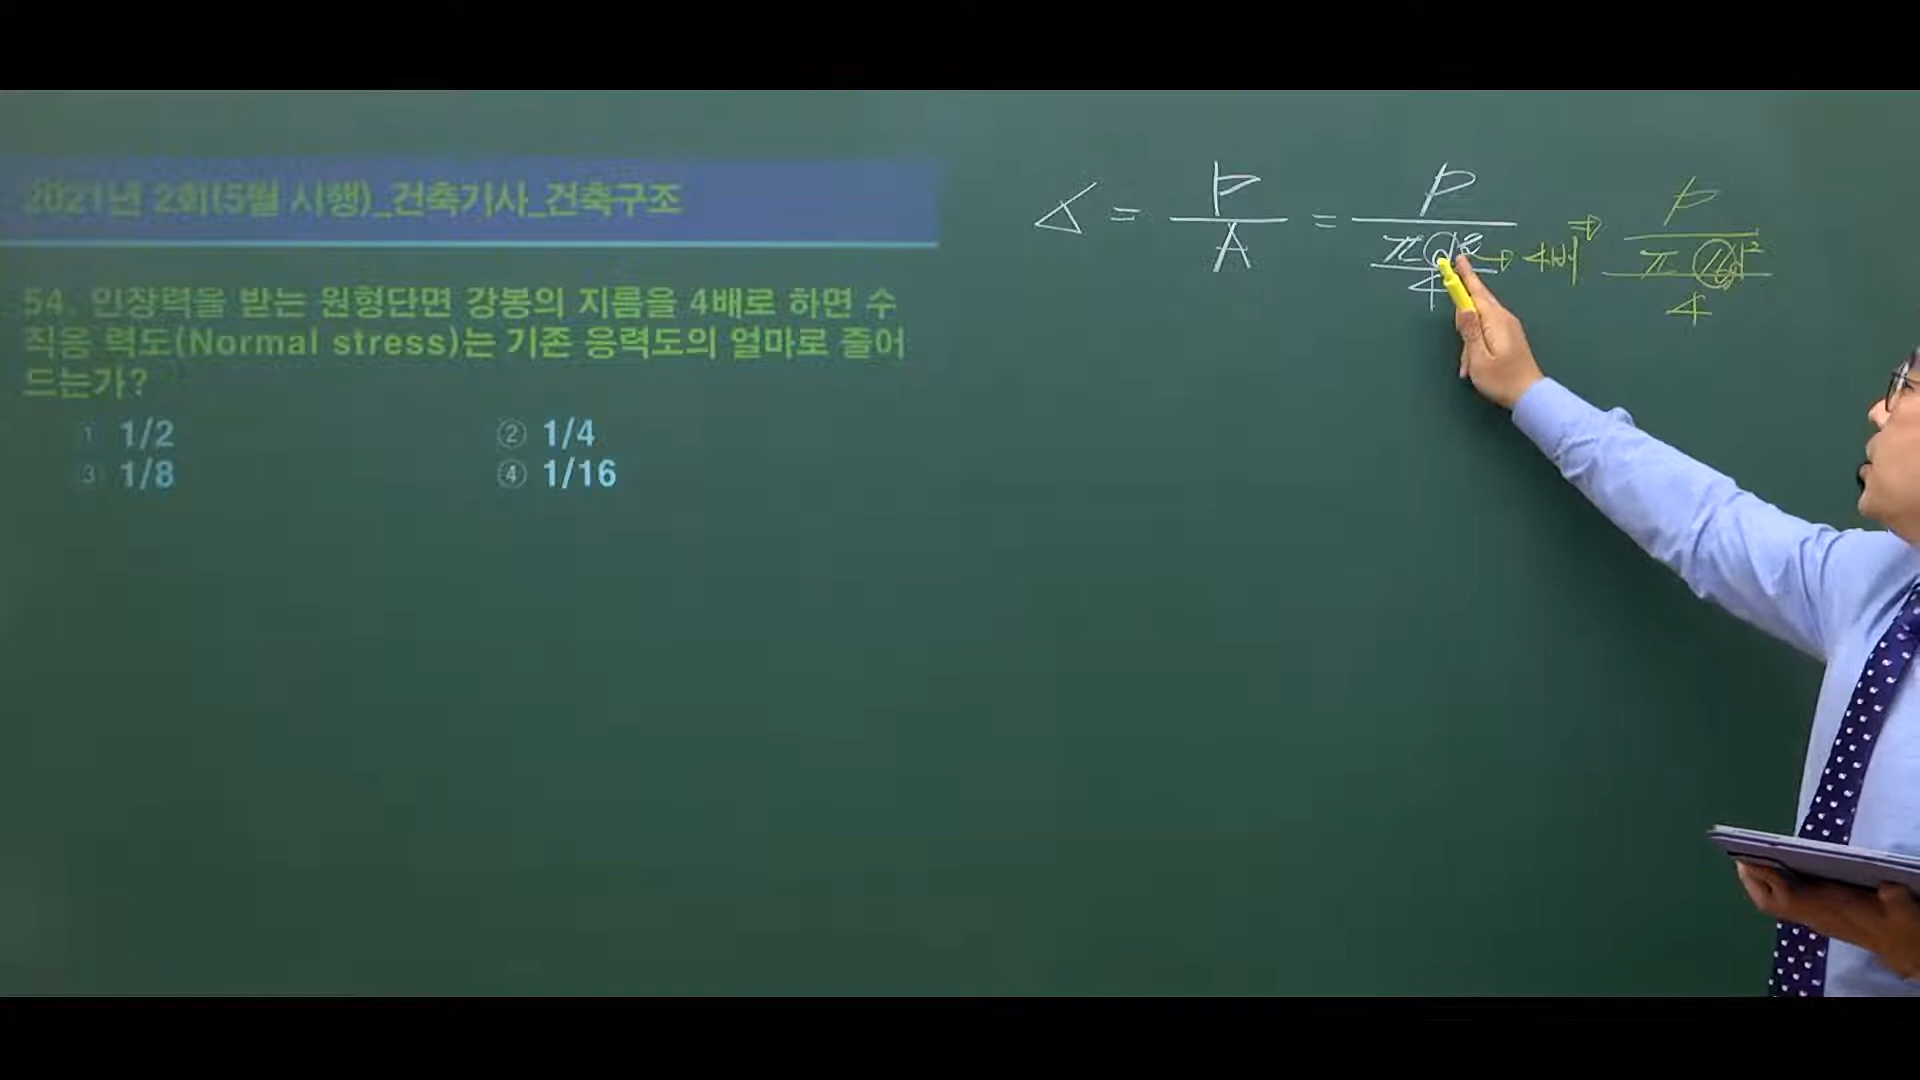 2021년 2회(5월 시행)_건축기사_건축구조
54. 인장력을 받는 원형단면 강봉의 지름을 4배로 하면 수
직응 력도(Normal stress)는 기존 응력도의 얼마로 줄어
드는가?
① 1/2 ② 1/4
③ 1/8 ④ 1/16
= P/A = P/(πd²/4) → 4배 ⇒ P/(π16d²/4)